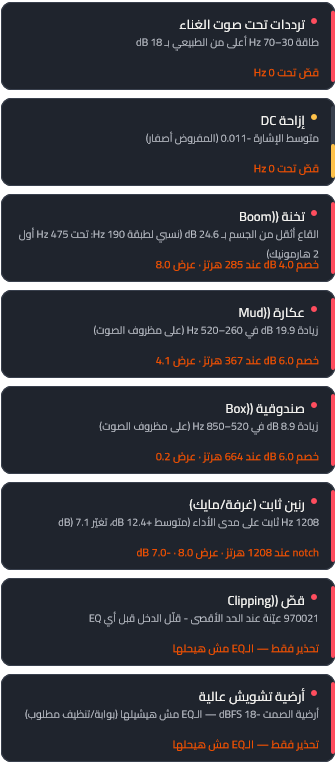 ترددات تحت صوت الغناء
طاقة 30–70 Hz أعلى من الطبيعي بـ 18 dB
قصّ تحت 0 Hz
إزاحة DC
متوسط الإشارة -0.011 (المفروض أصفار)
قصّ تحت 0 Hz
تخنة (Boom)
القاع أثقل من الجسم بـ 24.6 dB (نسبي لطبقة 190 Hz: تحت 475 Hz أول
2 هارمونيك)
خصم 4.0 dB عند 285 هرتز · عرض 8.0
عكارة (Mud)
زيادة 19.9 dB في 260–520 Hz (على مظروف الصوت)
خصم 6.0 dB عند 367 هرتز · عرض 4.1
صندوقية (Box)
زيادة 8.9 dB في 520–850 Hz (على مظروف الصوت)
خصم 6.0 dB عند 664 هرتز · عرض 0.2
رنين ثابت (غرفة/مايك)
1208 Hz ثابت على مدى الأداء (متوسط +12.4 dB، تغيّر 7.1 dB)
notch عند 1208 هرتز · عرض 8.0 · -7.0 dB
قصّ (Clipping)
970021 عيّنة عند الحد الأقصى - قلّل الدخل قبل أي EQ
تحذير فقط — الـEQ مش هيحلها
أرضية تشويش عالية
أرضية الصمت -18 dBFS — الـEQ مش هيشيلها (بوابة/تنظيف مطلوب)
تحذير فقط — الـEQ مش هيحلها